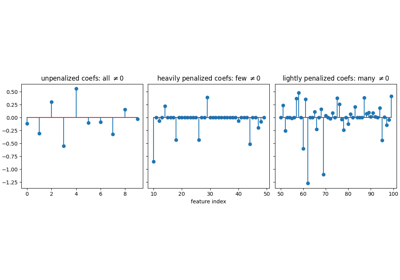 unpenalized coefs: all ≠0
heavily penalized coefs: few ≠0
lightly penalized coefs: many ≠0
0.50
0.25
0.00
−0.25
−0.50
−0.75
−1.00
−1.25
0 2 4 6 8
10 20 30 40 50
50 60 70 80 90 100
feature index